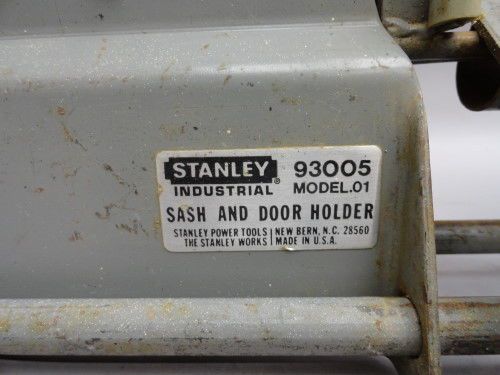 STANLEY® 93005
INDUSTRIAL MODEL.01
SASH AND DOOR HOLDER
STANLEY POWER TOOLS | NEW BERN, N.C. 28560
THE STANLEY WORKS | MADE IN U.S.A.